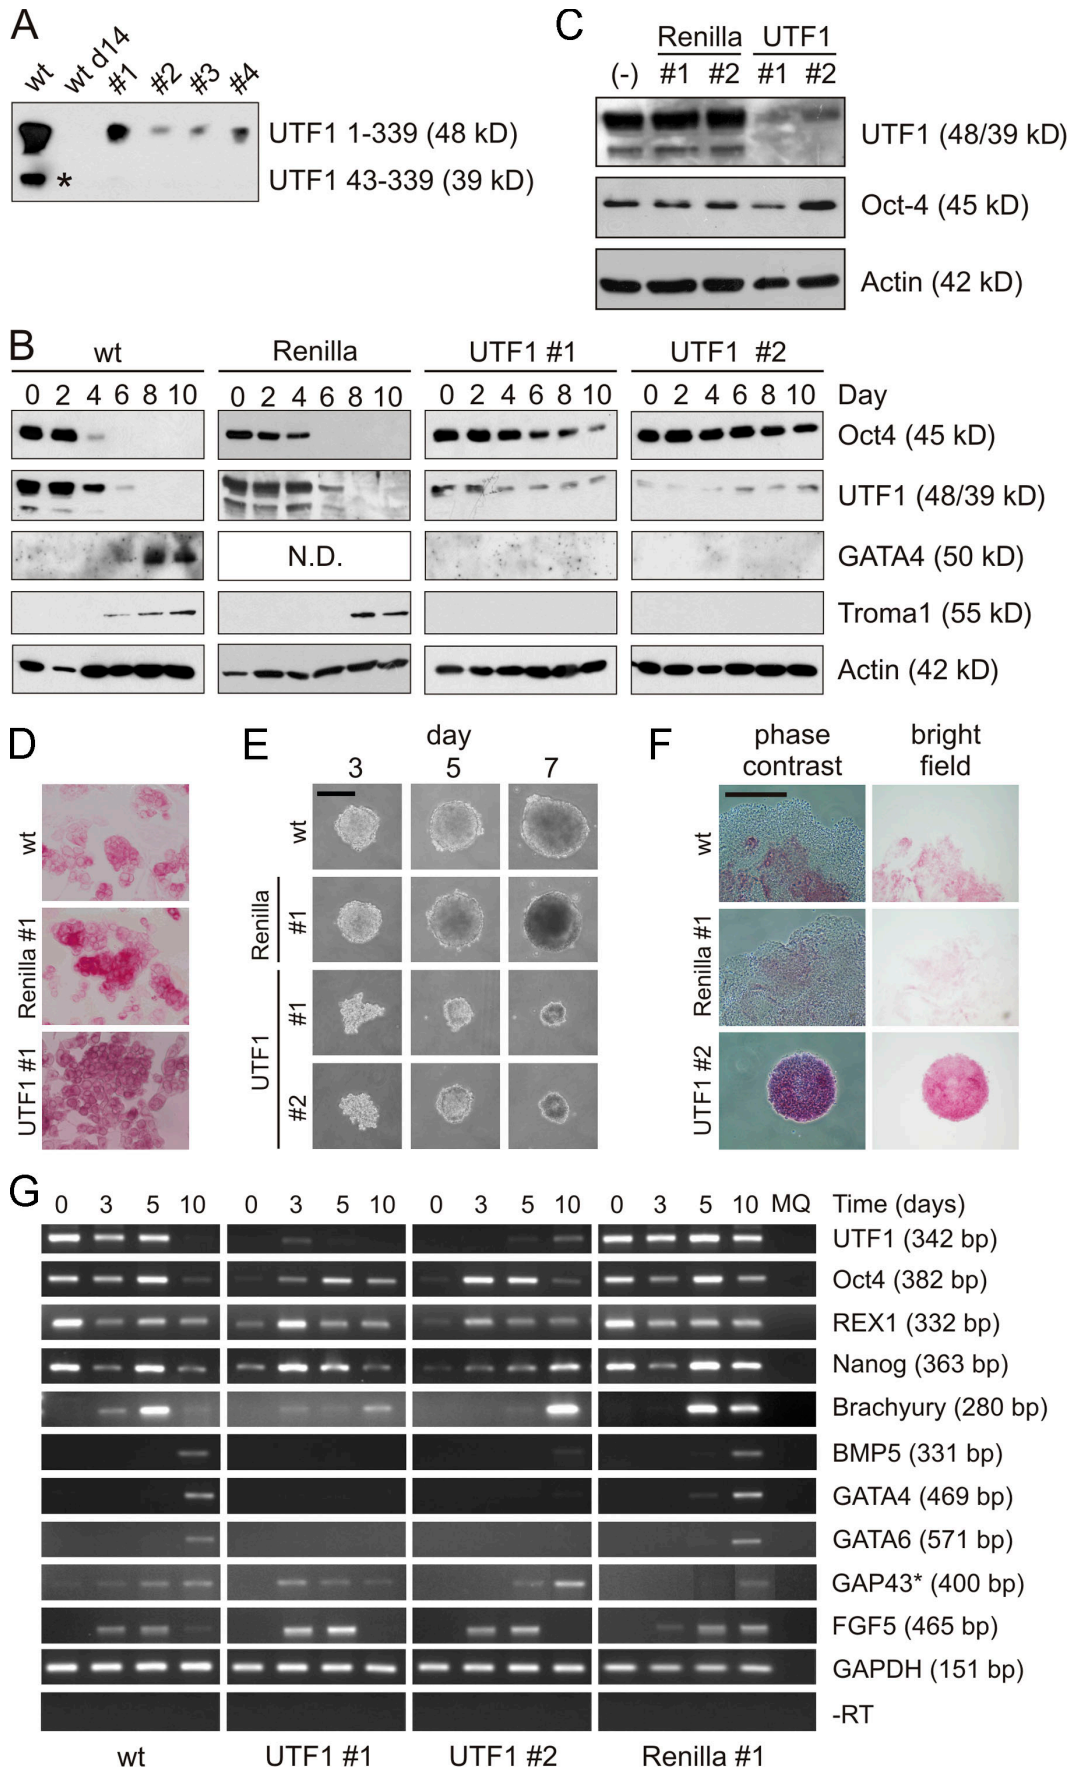 A
wt
wt d14
#1
#2
#3
#4
*
UTF1 1-339 (48 kD)
UTF1 43-339 (39 kD)
C
Renilla UTF1
(-) #1 #2 #1 #2
UTF1 (48/39 kD)
Oct-4 (45 kD)
Actin (42 kD)
B
wt Renilla UTF1 #1 UTF1 #2
0 2 4 6 8 10 0 2 4 6 8 10 0 2 4 6 8 10 0 2 4 6 8 10 Day
Oct4 (45 kD)
UTF1 (48/39 kD)
N.D. GATA4 (50 kD)
Troma1 (55 kD)
Actin (42 kD)
D
wt
Renilla #1
UTF1 #1
E
day
3 5 7
wt
Renilla
#1
UTF1
#1
#2
F
phase contrast
bright field
wt
Renilla #1
UTF1 #2
G
0 3 5 10 0 3 5 10 0 3 5 10 0 3 5 10 MQ Time (days)
UTF1 (342 bp)
Oct4 (382 bp)
REX1 (332 bp)
Nanog (363 bp)
Brachyury (280 bp)
BMP5 (331 bp)
GATA4 (469 bp)
GATA6 (571 bp)
GAP43* (400 bp)
FGF5 (465 bp)
GAPDH (151 bp)
-RT
wt UTF1 #1 UTF1 #2 Renilla #1